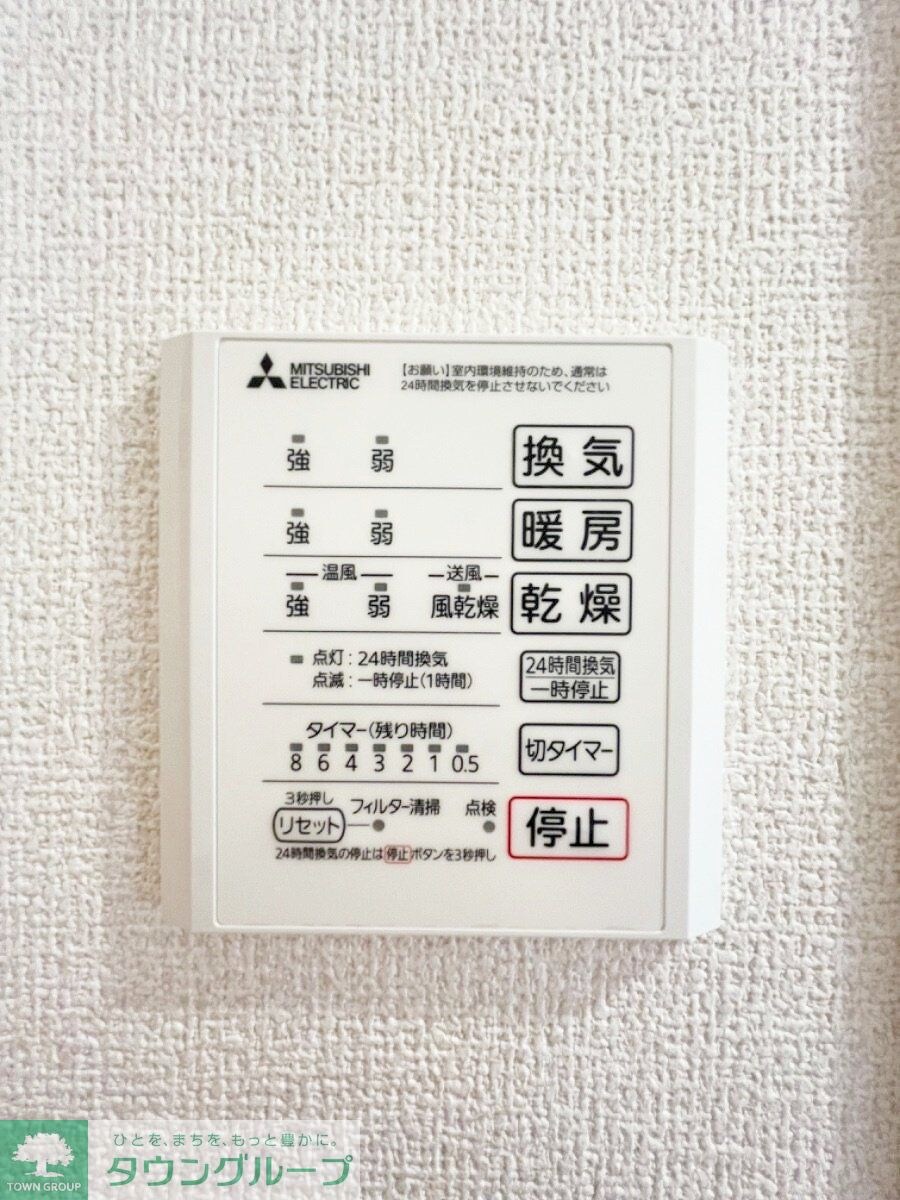 MITSUBISHI
ELECTRIC
【お願い】室内環境維持のため、通常は
24時間換気を停止させないでください
強 弱 換気
強 弱 暖房
温風 送風
強 弱 風乾燥 乾燥
点灯：24時間換気
点滅：一時停止（1時間）
24時間換気
一時停止
タイマー（残り時間）
8 6 4 3 2 1 0.5
切タイマー
3秒押し
リセット フィルター清掃 点検
停止
24時間換気の停止は停止ボタンを3秒押し
ひとを、まちを、もっと豊かに。
タウングループ
TOWN GROUP